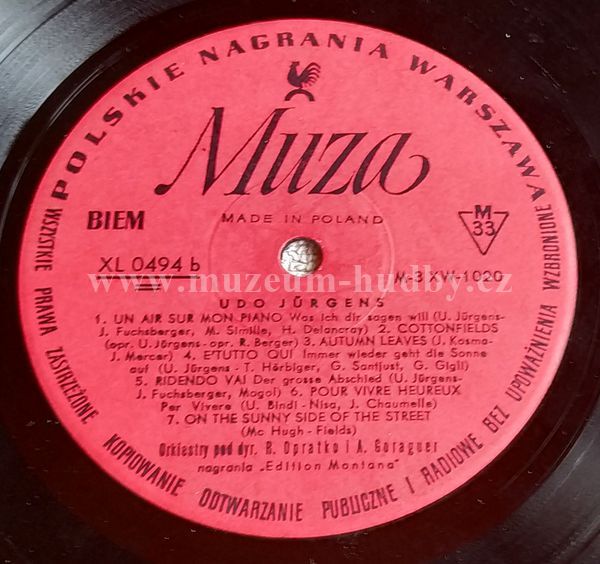 POLSKIE NAGRANIA WARSZAWA
Muza
MADE IN POLAND
BIEM
M
33
XL 0494 b
M-3 XVI-1020
www.muzeum-hudby.cz
UDO JÜRGENS
1. UN AIR SUR MON PIANO Was ich dir sagen will (U. Jürgens-
J. Fuchsberger, M. Simille, H. Delancray) 2. COTTONFIELDS
(opr. U. Jürgens- opr. R. Berger) 3. AUTUMN LEAVES (J. Kosma-
J. Mercer) 4. E'TUTTO QUI Immer wieder geht die Sonne
auf (U. Jürgens - T. Hörbiger, G. Santjust, G. Gigli)
5. RIDENDO VAI Der grosse Abschied (U. Jürgens-
J. Fuchsberger, Mogol) 6. POUR VIVRE HEUREUX
Per Vivere (U. Bindi - Nisa, J. Chaumelle)
7. ON THE SUNNY SIDE OF THE STREET
(Mc Hugh - Fields)
Orkiestry pod dyr. R. Opratko i A. Goraguer
nagrania „Edition Montana"
WSZYSTKIE PRAWA ZASTRZEŻONE KOPIOWANIE ODTWARZANIE PUBLICZNE I RADIOWE BEZ UPOWAŻNIENIA WZBRONIONE